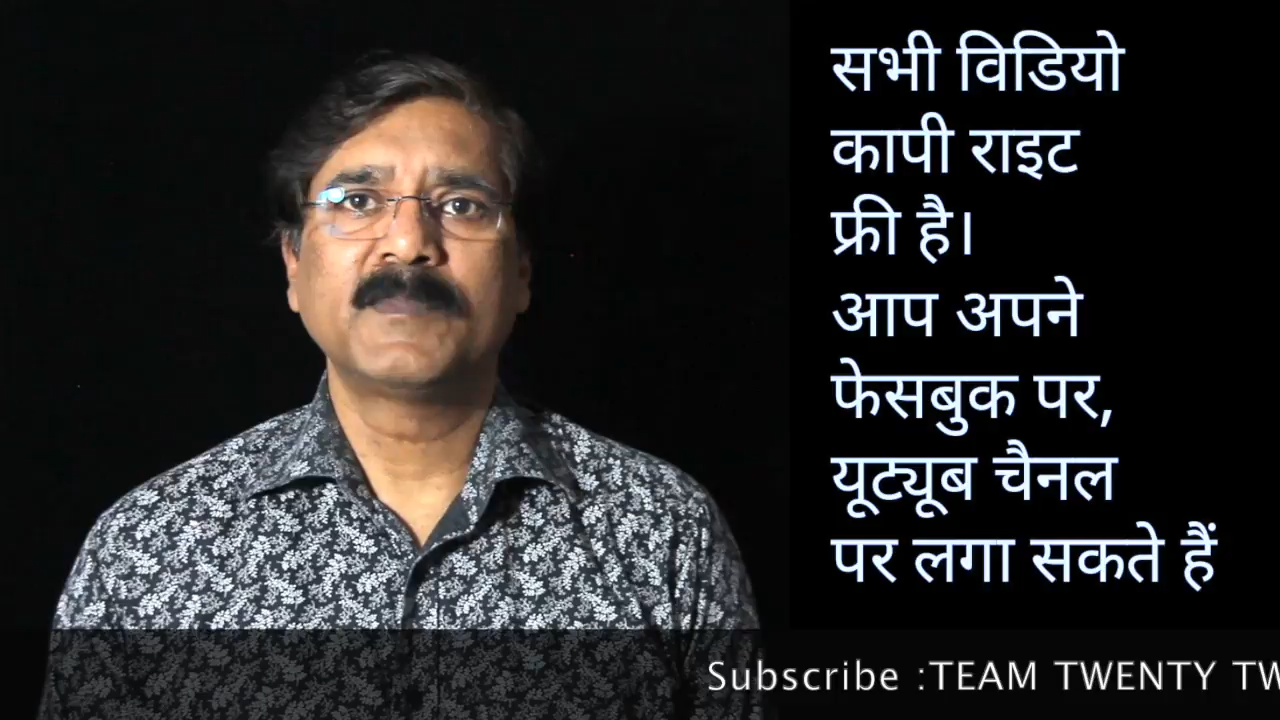 सभी विडियो
कापी राइट
फ्री है।
आप अपने
फेसबुक पर,
यूट्यूब चैनल
पर लगा सकते हैं
Subscribe :TEAM TWENTY